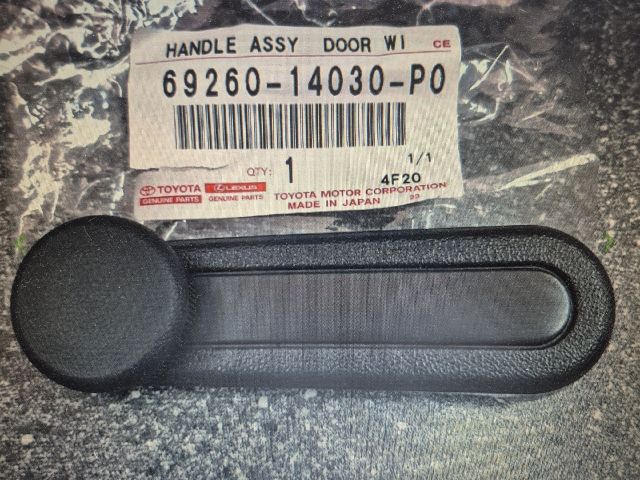 HANDLE ASSY DOOR WI CE
69260-14030-P0
QTY: 1 1/1
4F20
TOYOTA LEXUS TOYOTA MOTOR CORPORATION
GENUINE PARTS GENUINE PARTS MADE IN JAPAN